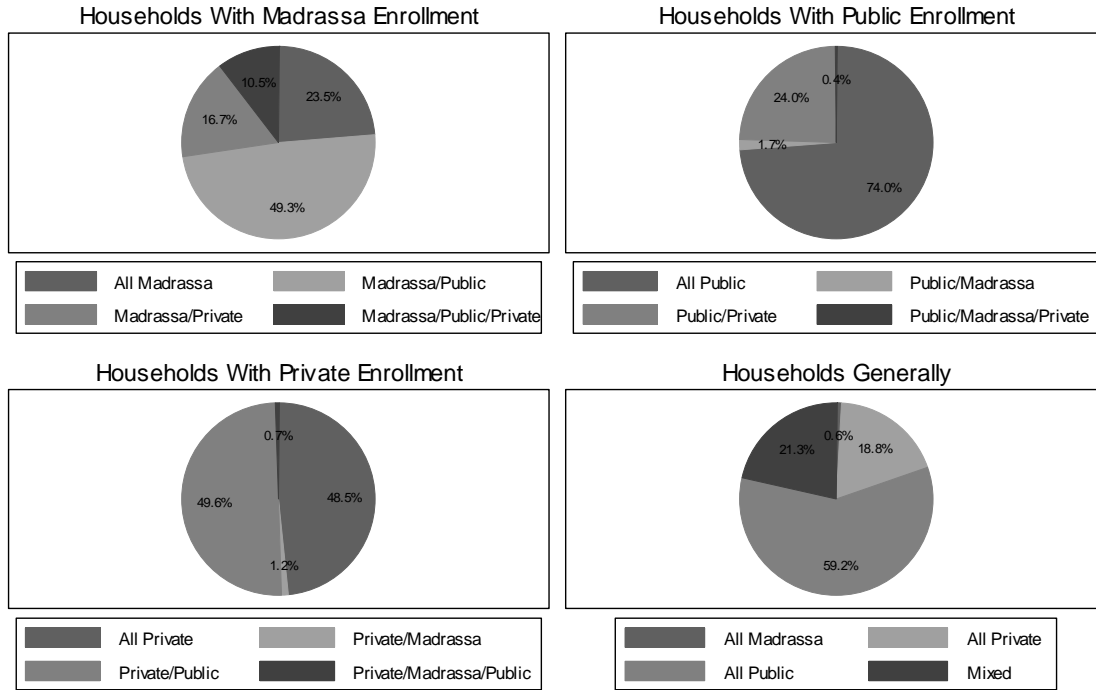 Households With Madrassa Enrollment
10.5%
23.5%
16.7%
49.3%
All Madrassa
Madrassa/Public
Madrassa/Private
Madrassa/Public/Private
Households With Public Enrollment
0.4%
24.0%
1.7%
74.0%
All Public
Public/Madrassa
Public/Private
Public/Madrassa/Private
Households With Private Enrollment
0.7%
49.6%
48.5%
1.2%
All Private
Private/Madrassa
Private/Public
Private/Madrassa/Public
Households Generally
0.6%
21.3%
18.8%
59.2%
All Madrassa
All Private
All Public
Mixed